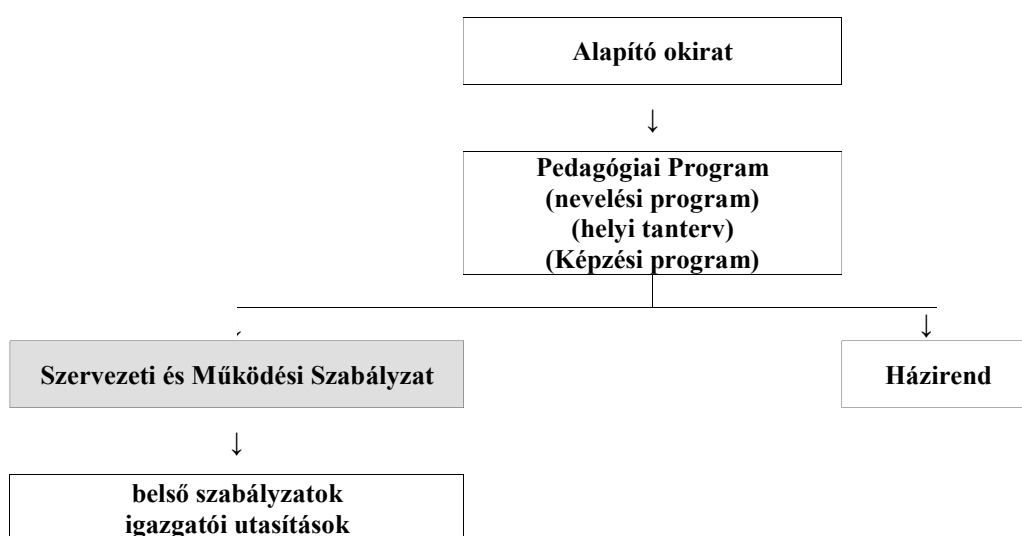 Alapító okirat
↓
Pedagógiai Program
(nevelési program)
(helyi tanterv)
(Képzési program)
↓
Szervezeti és Működési Szabályzat
Házirend
↓
belső szabályzatok
igazgatói utasítások